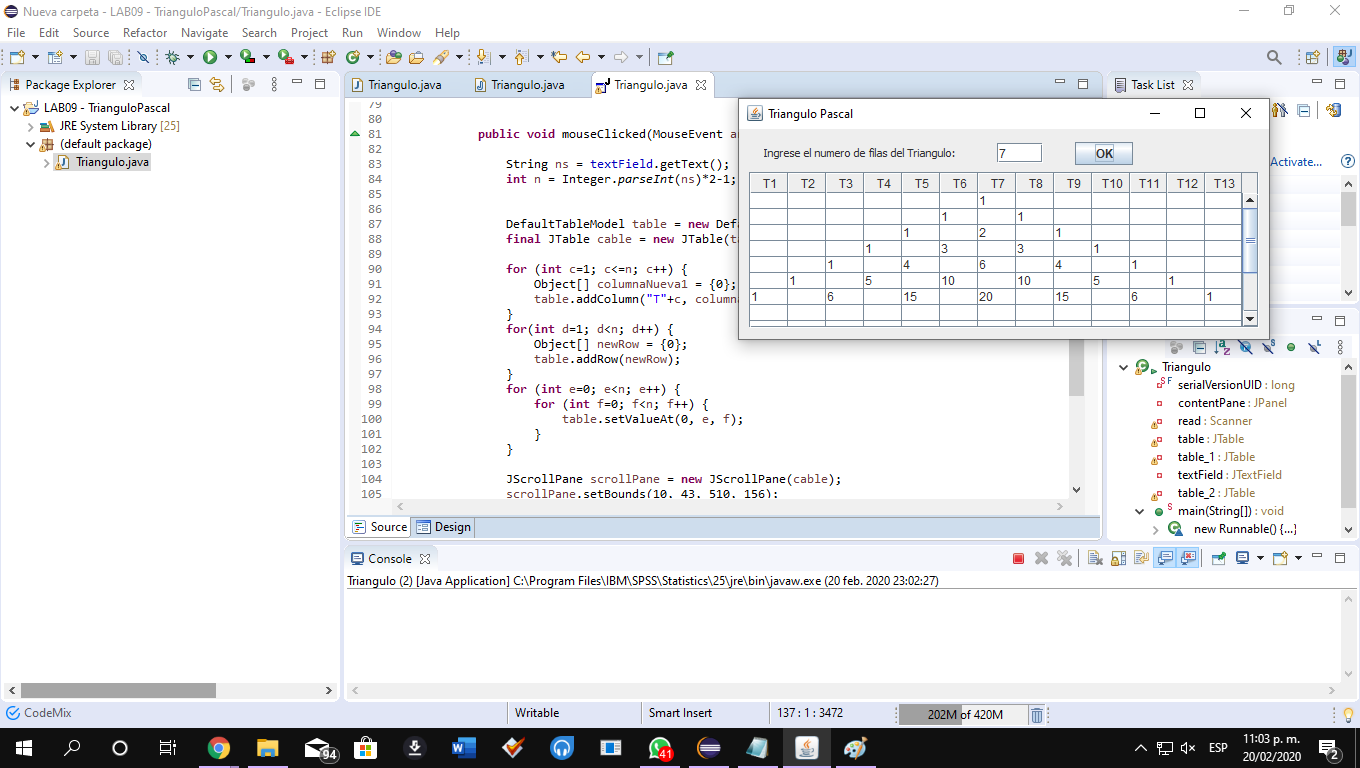 Nueva carpeta - LAB09 - TrianguloPascal/Triangulo.java - Eclipse IDE
File Edit Source Refactor Navigate Search Project Run Window Help
Package Explorer
LAB09 - TrianguloPascal
JRE System Library [25]
(default package)
Triangulo.java
Triangulo.java Triangulo.java Triangulo.java
79
80
81 public void mouseClicked(MouseEvent
82
83 String ns = textField.getText();
84 int n = Integer.parseInt(ns)*2-1;
85
86
87 DefaultTableModel table = new Def
88 final JTable cable = new JTable(t
89
90 for (int c=1; c<=n; c++) {
91 Object[] columnaNueva1 = {0};
92 table.addColumn("T"+c, column
93 }
94 for(int d=1; d<n; d++) {
95 Object[] newRow = {0};
96 table.addRow(newRow);
97 }
98 for (int e=0; e<n; e++) {
99 for (int f=0; f<n; f++) {
100 table.setValueAt(0, e, f);
101 }
102 }
103
104 JScrollPane scrollPane = new JScrollPane(cable);
105 scrollPane.setBounds(10, 43, 510, 156);
Source Design
Triangulo Pascal
Ingrese el numero de filas del Triangulo: 7 OK
T1 T2 T3 T4 T5 T6 T7 T8 T9 T10 T11 T12 T13
1
1 1
1 2 1
1 3 3 1
1 4 6 4 1
1 5 10 10 5 1
1 6 15 20 15 6 1
Task List
Activate...
Triangulo
serialVersionUID : long
contentPane : JPanel
read : Scanner
table : JTable
table_1 : JTable
textField : JTextField
table_2 : JTable
main(String[]) : void
new Runnable() {...}
Console
Triangulo (2) [Java Application] C:\Program Files\IBM\SPSS\Statistics\25\jre\bin\javaw.exe (20 feb. 2020 23:02:27)
CodeMix Writable Smart Insert 137 : 1 : 3472 202M of 420M
94 41 ESP 11:03 p. m. 2
20/02/2020